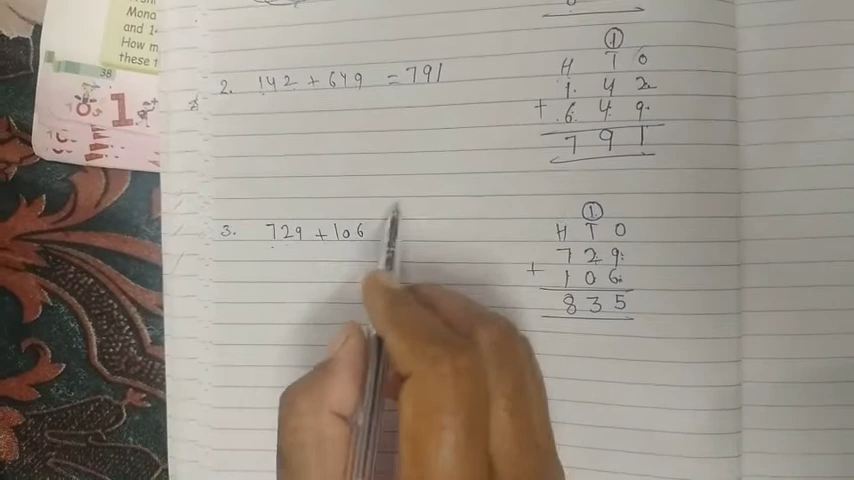 Mona
and 1
How m
these t
38
2. 142 + 649 = 791
1
H T O
1 4 2
+ 6 4 9
7 9 1
3. 729 + 106
1
H T O
7 2 9
+ 1 0 6
8 3 5